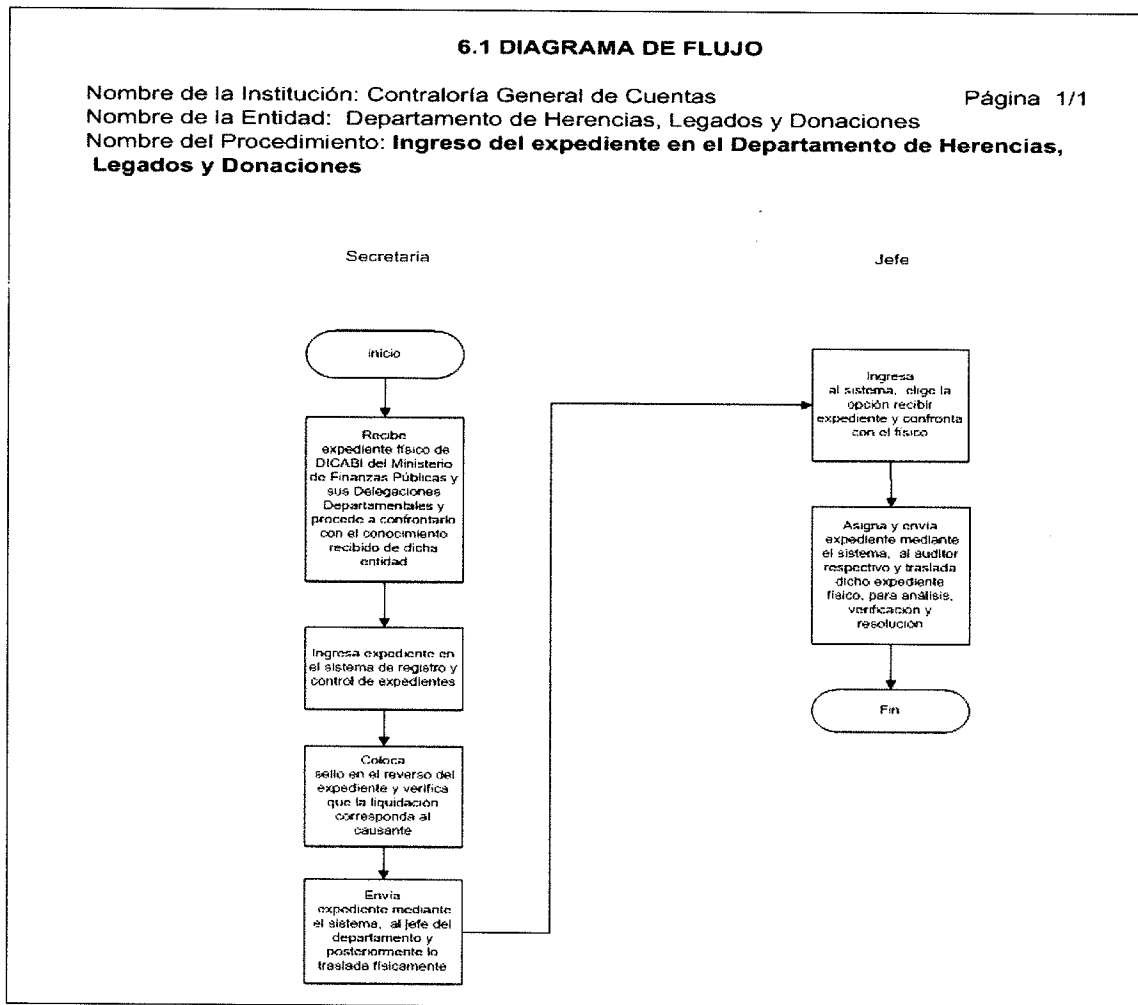 6.1 DIAGRAMA DE FLUJO
Nombre de la Institución: Contraloría General de Cuentas Página 1/1
Nombre de la Entidad: Departamento de Herencias, Legados y Donaciones
Nombre del Procedimiento: Ingreso del expediente en el Departamento de Herencias,
Legados y Donaciones
Secretaria
Inicio
Recibe
expediente físico de
DICABI del Ministerio
de Finanzas Públicas y
sus Delegaciones
Departamentales y
procede a confrontarlo
con el conocimiento
recibido de dicha
entidad
Ingresa expediente en
el sistema de registro y
control de expedientes
Coloca
sello en el reverso del
expediente y verifica
que la liquidación
corresponda al
causante
Envía
expediente mediante
el sistema, al jefe del
departamento y
posteriormente lo
traslada físicamente
Jefe
Ingresa
al sistema, elige la
opción recibir
expediente y confronta
con el físico
Asigna y envía
expediente mediante
el sistema, al auditor
respectivo y traslada
dicho expediente
físico, para análisis,
verificación y
resolución
Fin